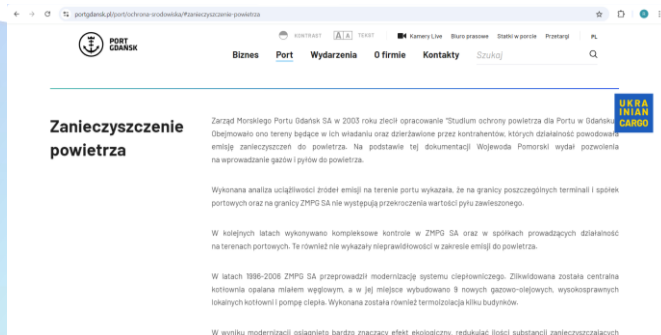 portgdansk.pl/port/ochrona-srodowiska/#zanieczyszczenie-powietrza
KONTRAST A A TEKST Kamery Live Biuro prasowe Statki w porcie Przetargi PL
PORT
GDAŃSK
Biznes Port Wydarzenia O firmie Kontakty Szukaj
UKRA
INIAN
CARGO
Zanieczyszczenie
powietrza
Zarząd Morskiego Portu Gdańsk SA w 2003 roku zlecił opracowanie "Studium ochrony powietrza dla Portu w Gdańsku
Obejmowało ono tereny będące w ich władaniu oraz dzierżawione przez kontrahentów, których działalność powodowała
emisję zanieczyszczeń do powietrza. Na podstawie tej dokumentacji Wojewoda Pomorski wydał pozwolenia
na wprowadzanie gazów i pyłów do powietrza.
Wykonana analiza uciążliwości źródeł emisji na terenie portu wykazała, że na granicy poszczególnych terminali i spółek
portowych oraz na granicy ZMPG SA nie występują przekroczenia wartości pyłu zawieszonego.
W kolejnych latach wykonywano kompleksowe kontrole w ZMPG SA oraz w spółkach prowadzących działalność
na terenach portowych. Te również nie wykazały nieprawidłowości w zakresie emisji do powietrza.
W latach 1996-2006 ZMPG SA przeprowadził modernizację systemu ciepłowniczego. Zlikwidowana została centralna
kotłownia opalana miałem węglowym, a w jej miejsce wybudowano 9 nowych gazowo-olejowych, wysokosprawnych
lokalnych kotłowni i pompę ciepła. Wykonana została również termoizolacja kilku budynków.
W wyniku modernizacji osiągnięto bardzo znaczący efekt ekologiczny, redukując ilości substancji zanieczyszczających